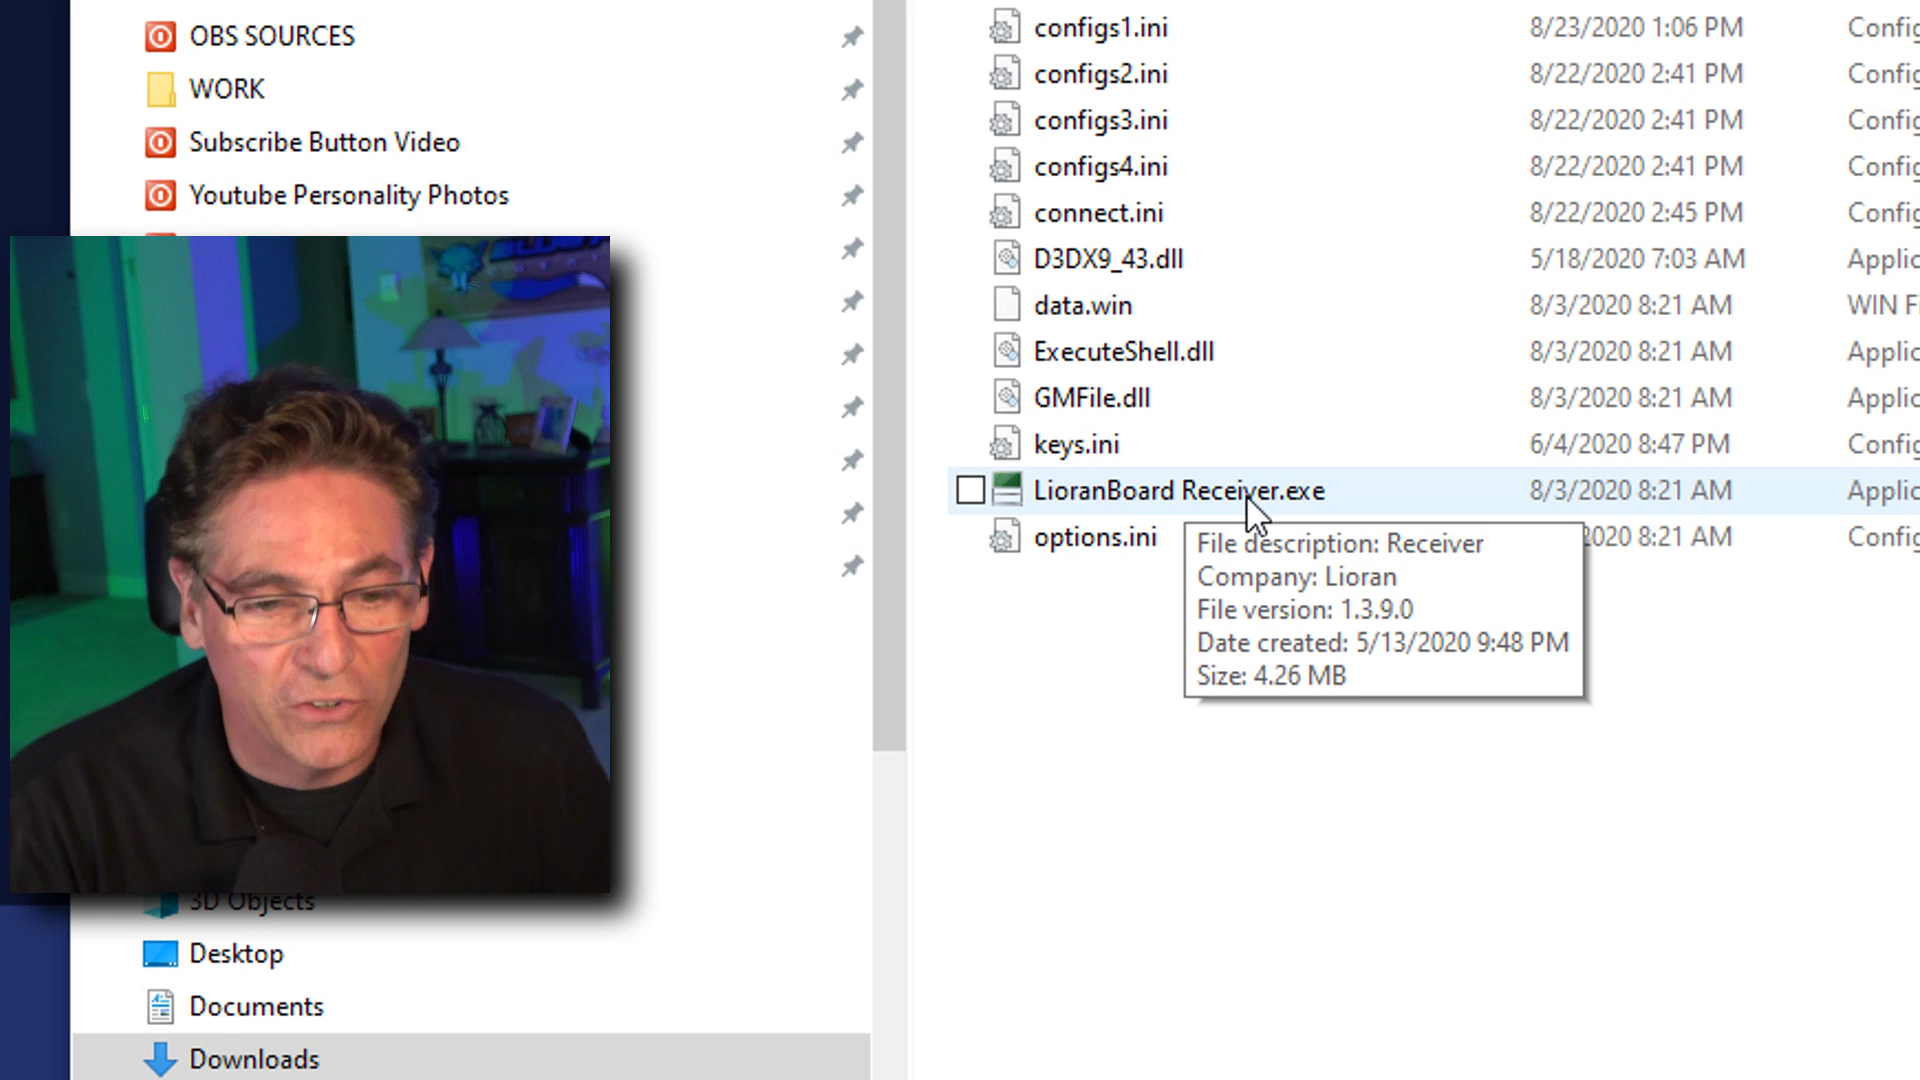 OBS SOURCES
WORK
Subscribe Button Video
Youtube Personality Photos
3D Objects
Desktop
Documents
Downloads
configs1.ini 8/23/2020 1:06 PM
configs2.ini 8/22/2020 2:41 PM
configs3.ini 8/22/2020 2:41 PM
configs4.ini 8/22/2020 2:41 PM
connect.ini 8/22/2020 2:45 PM
D3DX9_43.dll 5/18/2020 7:03 AM
data.win 8/3/2020 8:21 AM WIN
ExecuteShell.dll 8/3/2020 8:21 AM
GMFile.dll 8/3/2020 8:21 AM
keys.ini 6/4/2020 8:47 PM
LioranBoard Receiver.exe 8/3/2020 8:21 AM
options.ini 2020 8:21 AM
File description: Receiver
Company: Lioran
File version: 1.3.9.0
Date created: 5/13/2020 9:48 PM
Size: 4.26 MB